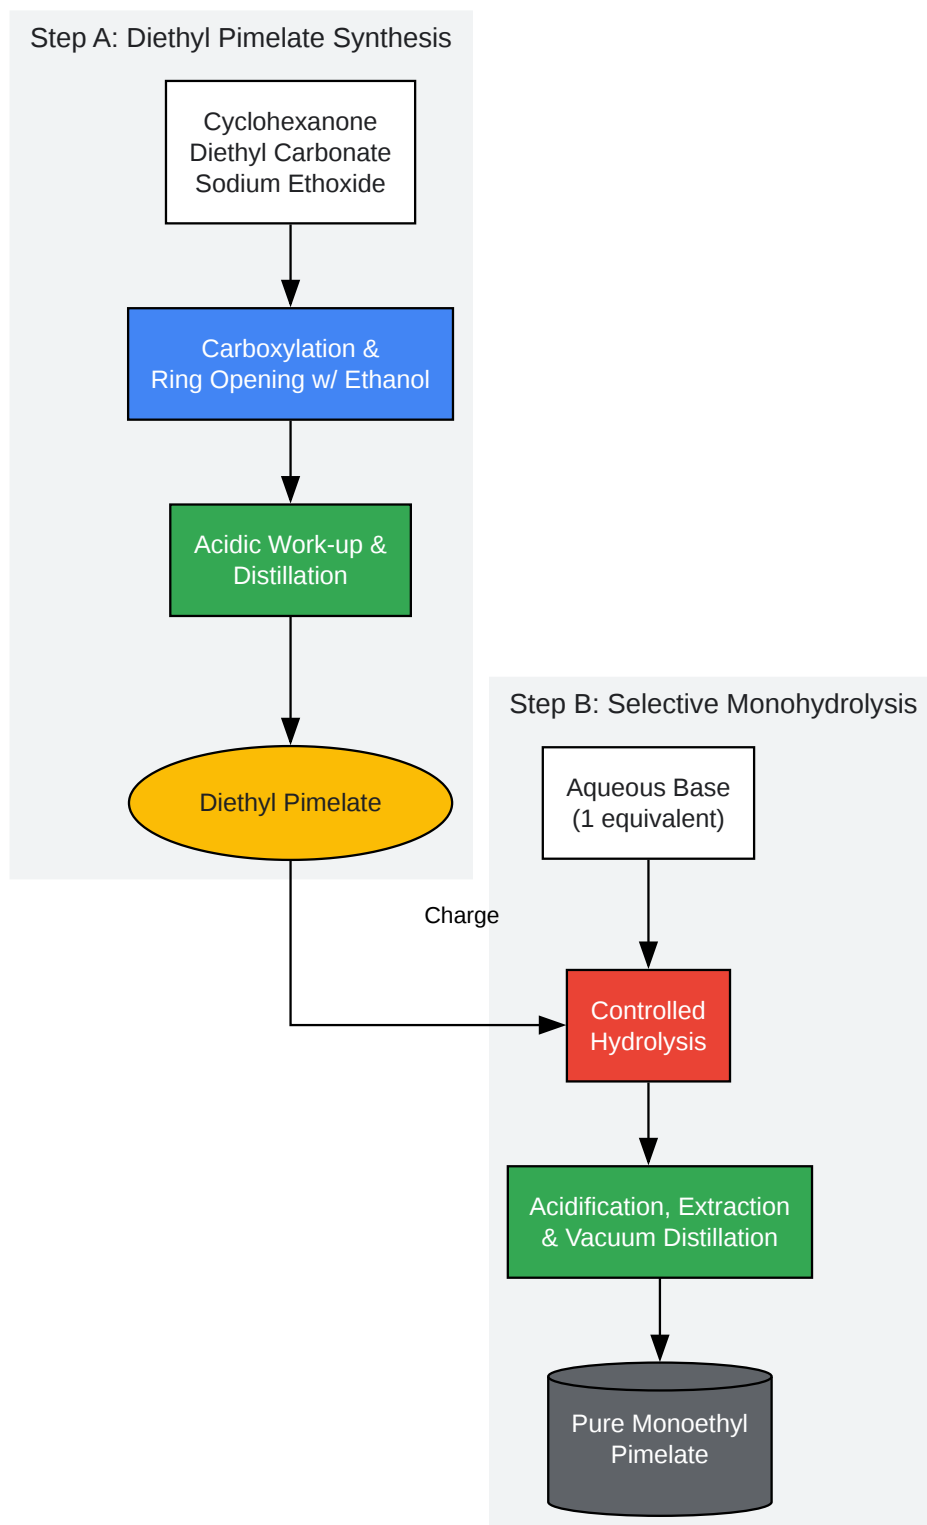 Step A: Diethyl Pimelate Synthesis
Cyclohexanone
Diethyl Carbonate
Sodium Ethoxide
Carboxylation &
Ring Opening w/ Ethanol
Acidic Work-up &
Distillation
Diethyl Pimelate
Charge
Step B: Selective Monohydrolysis
Aqueous Base
(1 equivalent)
Controlled
Hydrolysis
Acidification, Extraction
& Vacuum Distillation
Pure Monoethyl
Pimelate